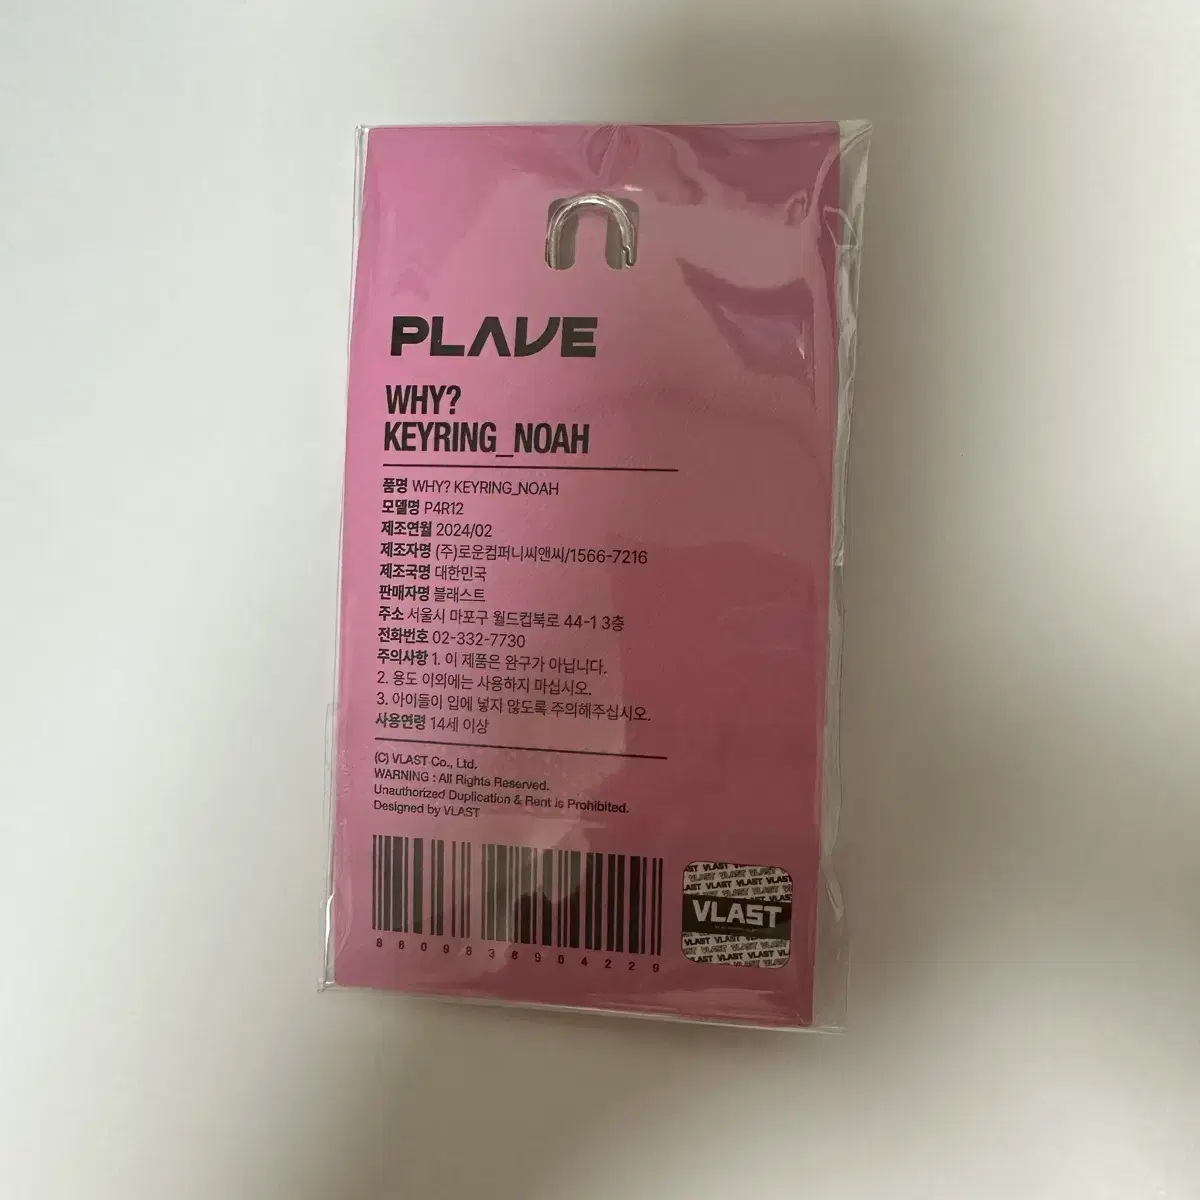 PLAVE
WHY?
KEYRING_NOAH
품명 WHY? KEYRING_NOAH
모델명 P4R12
제조연월 2024/02
제조자명 (주)로운컴퍼니씨앤씨/1566-7216
제조국명 대한민국
판매자명 블래스트
주소 서울시 마포구 월드컵북로 44-1 3층
전화번호 02-332-7730
주의사항 1. 이 제품은 완구가 아닙니다.
2. 용도 이외에는 사용하지 마십시오.
3. 아이들이 입에 넣지 않도록 주의해주십시오.
사용연령 14세 이상
(C) VLAST Co., Ltd.
WARNING : All Rights Reserved.
Unauthorized Duplication & Rent is Prohibited.
Designed by VLAST
8809838904229
VLAST